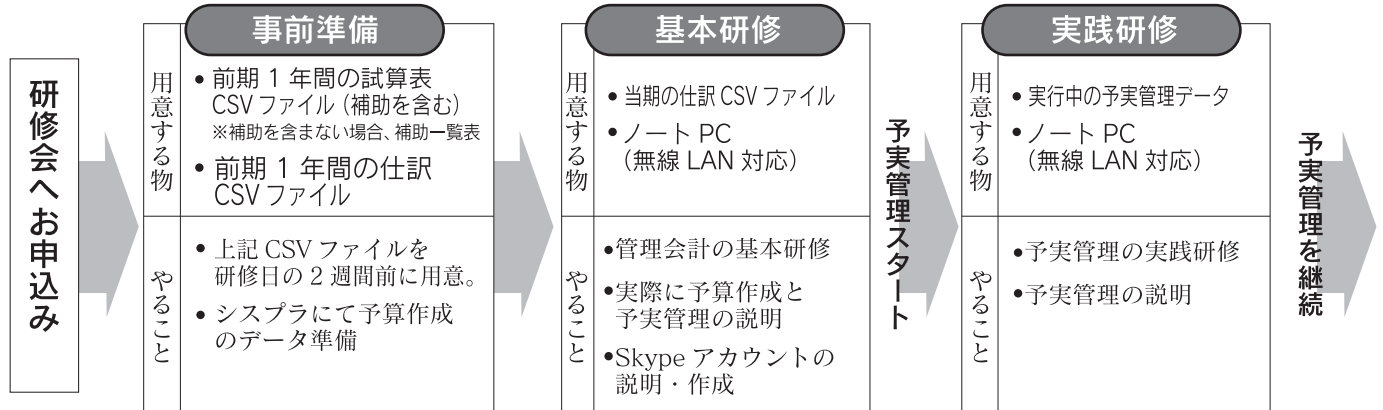 研修会へお申込み
事前準備
用意する物
• 前期 1 年間の試算表
CSV ファイル（補助を含む）
※補助を含まない場合、補助一覧表
• 前期 1 年間の仕訳
CSV ファイル
やること
• 上記 CSV ファイルを
研修日の 2 週間前に用意。
• シスプラにて予算作成
のデータ準備
基本研修
用意する物
• 当期の仕訳 CSV ファイル
• ノート PC
（無線 LAN 対応）
やること
•管理会計の基本研修
•実際に予算作成と
予実管理の説明
•Skype アカウントの
説明・作成
予実管理スタート
実践研修
用意する物
• 実行中の予実管理データ
• ノート PC
（無線 LAN 対応）
やること
•予実管理の実践研修
•予実管理の説明
予実管理を継続